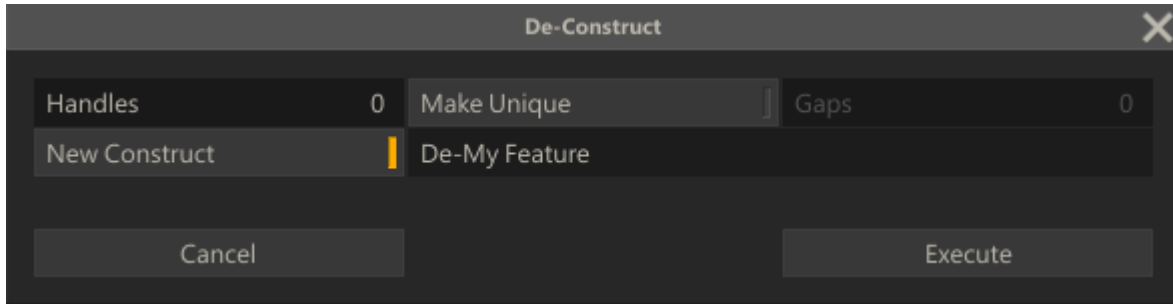 De-Construct
Handles 0 Make Unique Gaps 0
New Construct De-My Feature
Cancel Execute